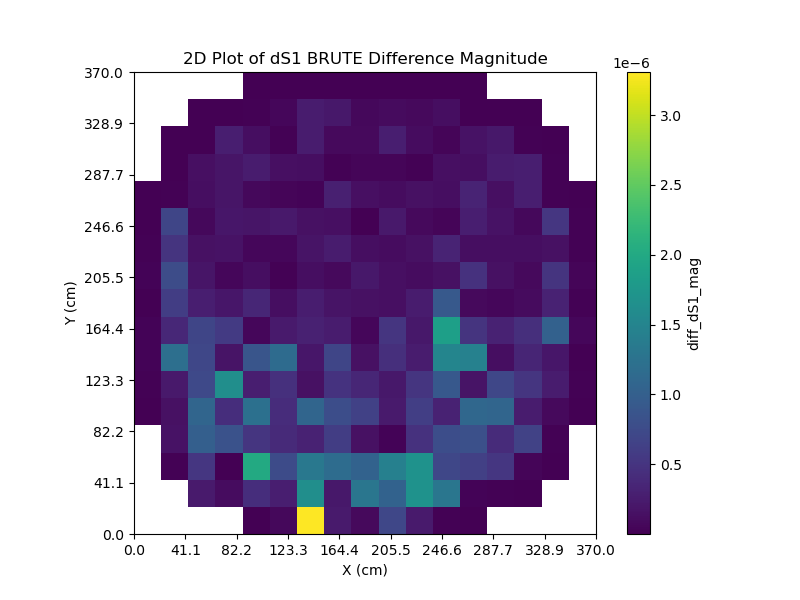 2D Plot of dS1 BRUTE Difference Magnitude
1e−6
370.0
328.9
287.7
246.6
205.5
164.4
123.3
82.2
41.1
0.0
Y (cm)
0.0 41.1 82.2 123.3 164.4 205.5 246.6 287.7 328.9 370.0
X (cm)
3.0
2.5
2.0
1.5
1.0
0.5
diff_dS1_mag